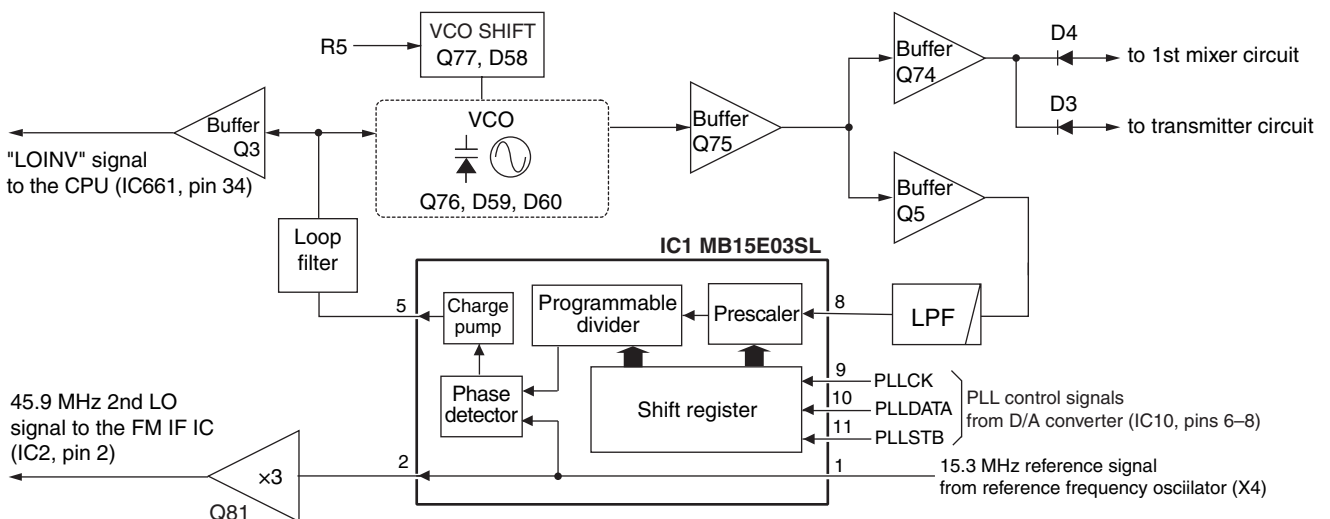 VCO SHIFT
Q77, D58
R5
Buffer
Q3
"LOINV" signal
to the CPU (IC661, pin 34)
VCO
Q76, D59, D60
Buffer
Q75
Buffer
Q74
D4
to 1st mixer circuit
D3
to transmitter circuit
Buffer
Q5
Loop
filter
IC1 MB15E03SL
5
Charge
pump
Programmable
divider
Prescaler
8
LPF
Phase
detector
Shift register
9
PLLCK
10
PLLDATA
11
PLLSTB
PLL control signals
from D/A converter (IC10, pins 6–8)
45.9 MHz 2nd LO
signal to the FM IF IC
(IC2, pin 2)
×3
Q81
2
1
15.3 MHz reference signal
from reference frequency osciilator (X4)